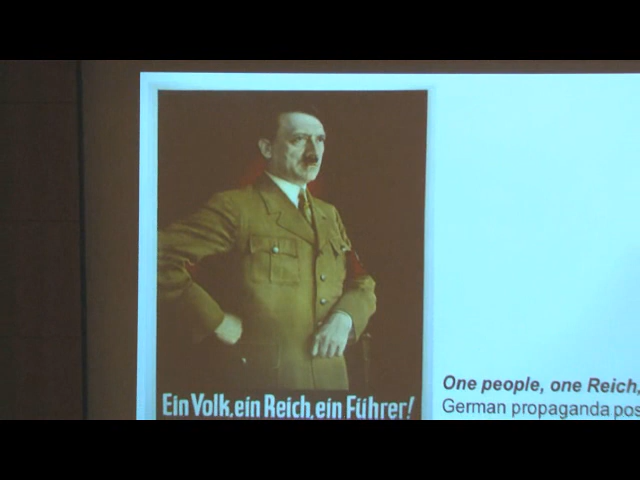 Ein Volk, ein Reich, ein Führer!
One people, one Reich,
German propaganda pos